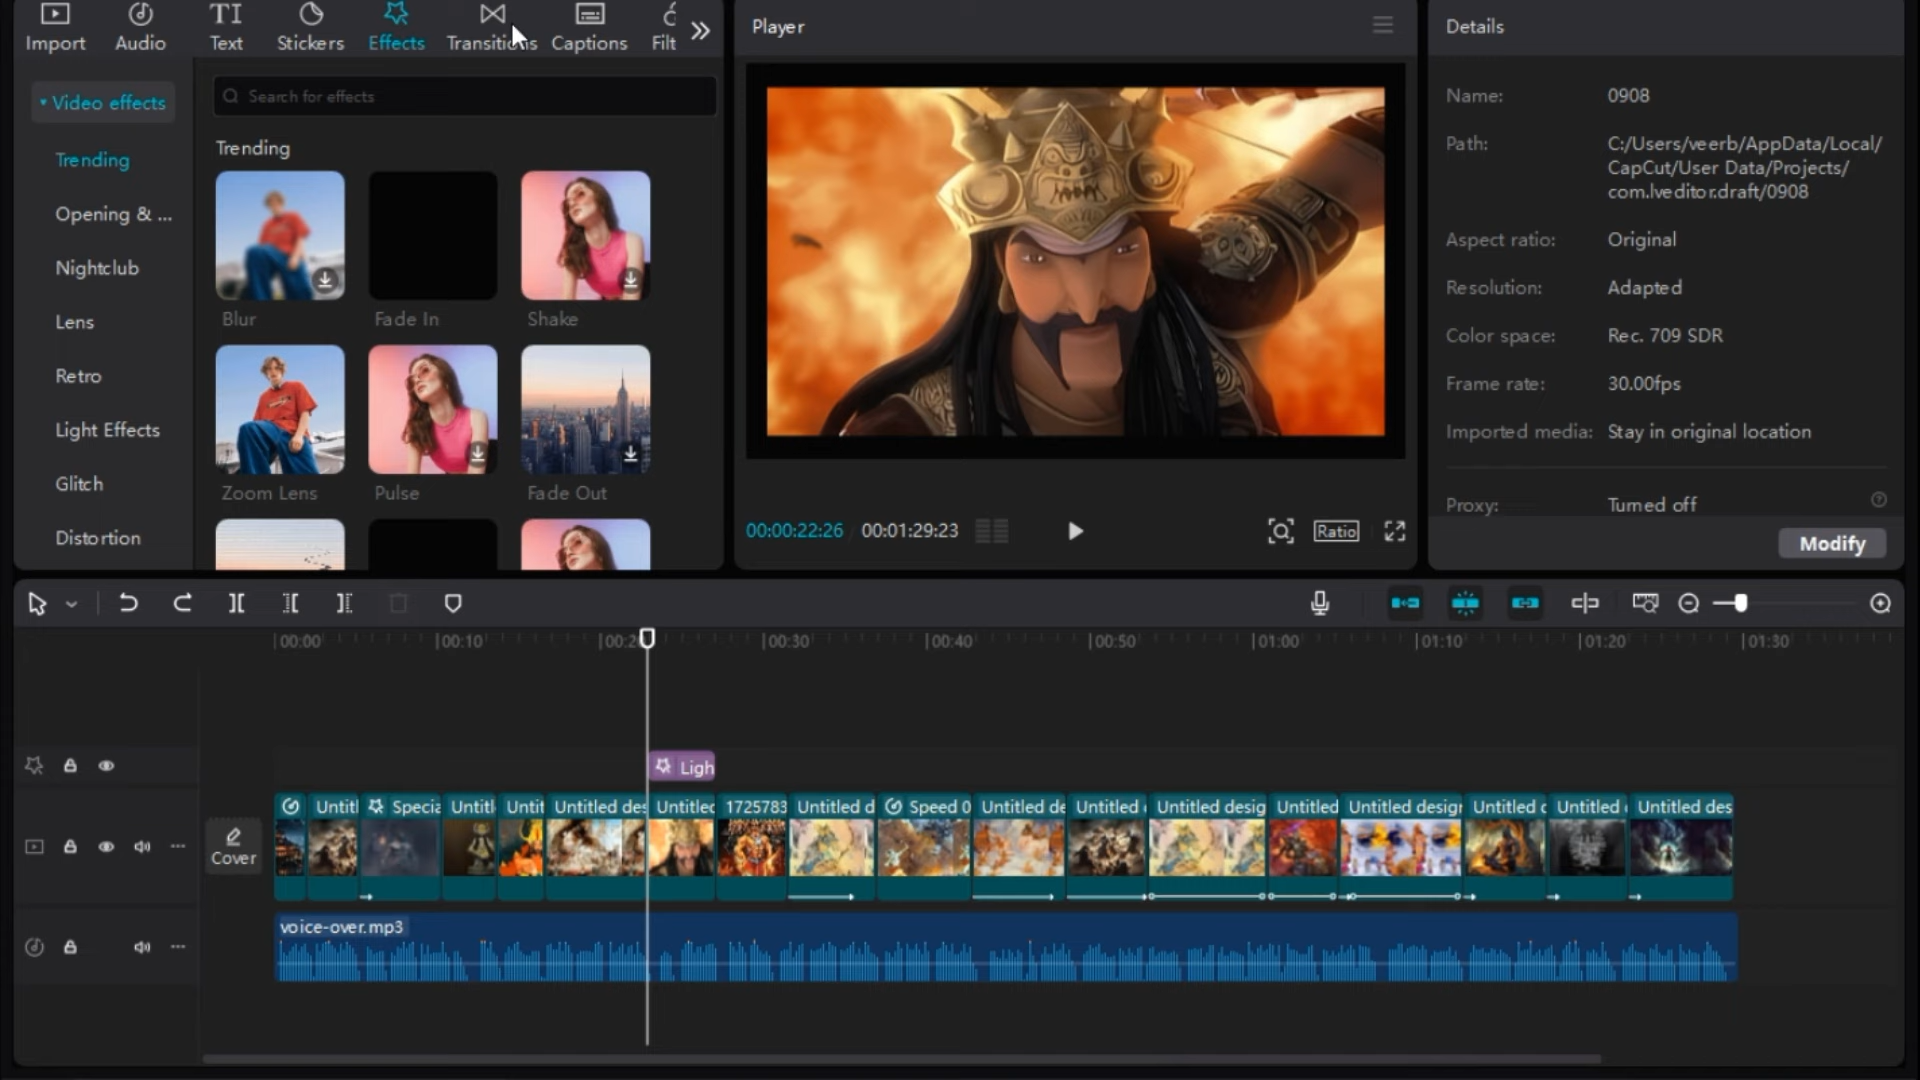 Import
Audio
Text
Stickers
Effects
Transitions
Captions
Filt
Video effects
Trending
Opening & ...
Nightclub
Lens
Retro
Light Effects
Glitch
Distortion
Search for effects
Trending
Blur
Fade In
Shake
Zoom Lens
Pulse
Fade Out
Player
00:00:22:26 / 00:01:29:23
Ratio
Details
Name: 0908
Path: C:/Users/veerb/AppData/Local/
CapCut/User Data/Projects/
com.lveditor.draft/0908
Aspect ratio: Original
Resolution: Adapted
Color space: Rec. 709 SDR
Frame rate: 30.00fps
Imported media: Stay in original location
Proxy: Turned off
Modify
00:00 00:10 00:20 00:30 00:40 00:50 01:00 01:10 01:20 01:30
Ligh
Cover
Untitl Specia Untitl Untit Untitled des Untitled 1725783 Untitled d Speed 0 Untitled de Untitled Untitled desig Untitled Untitled design Untitled d Untitled Untitled des
voice-over.mp3